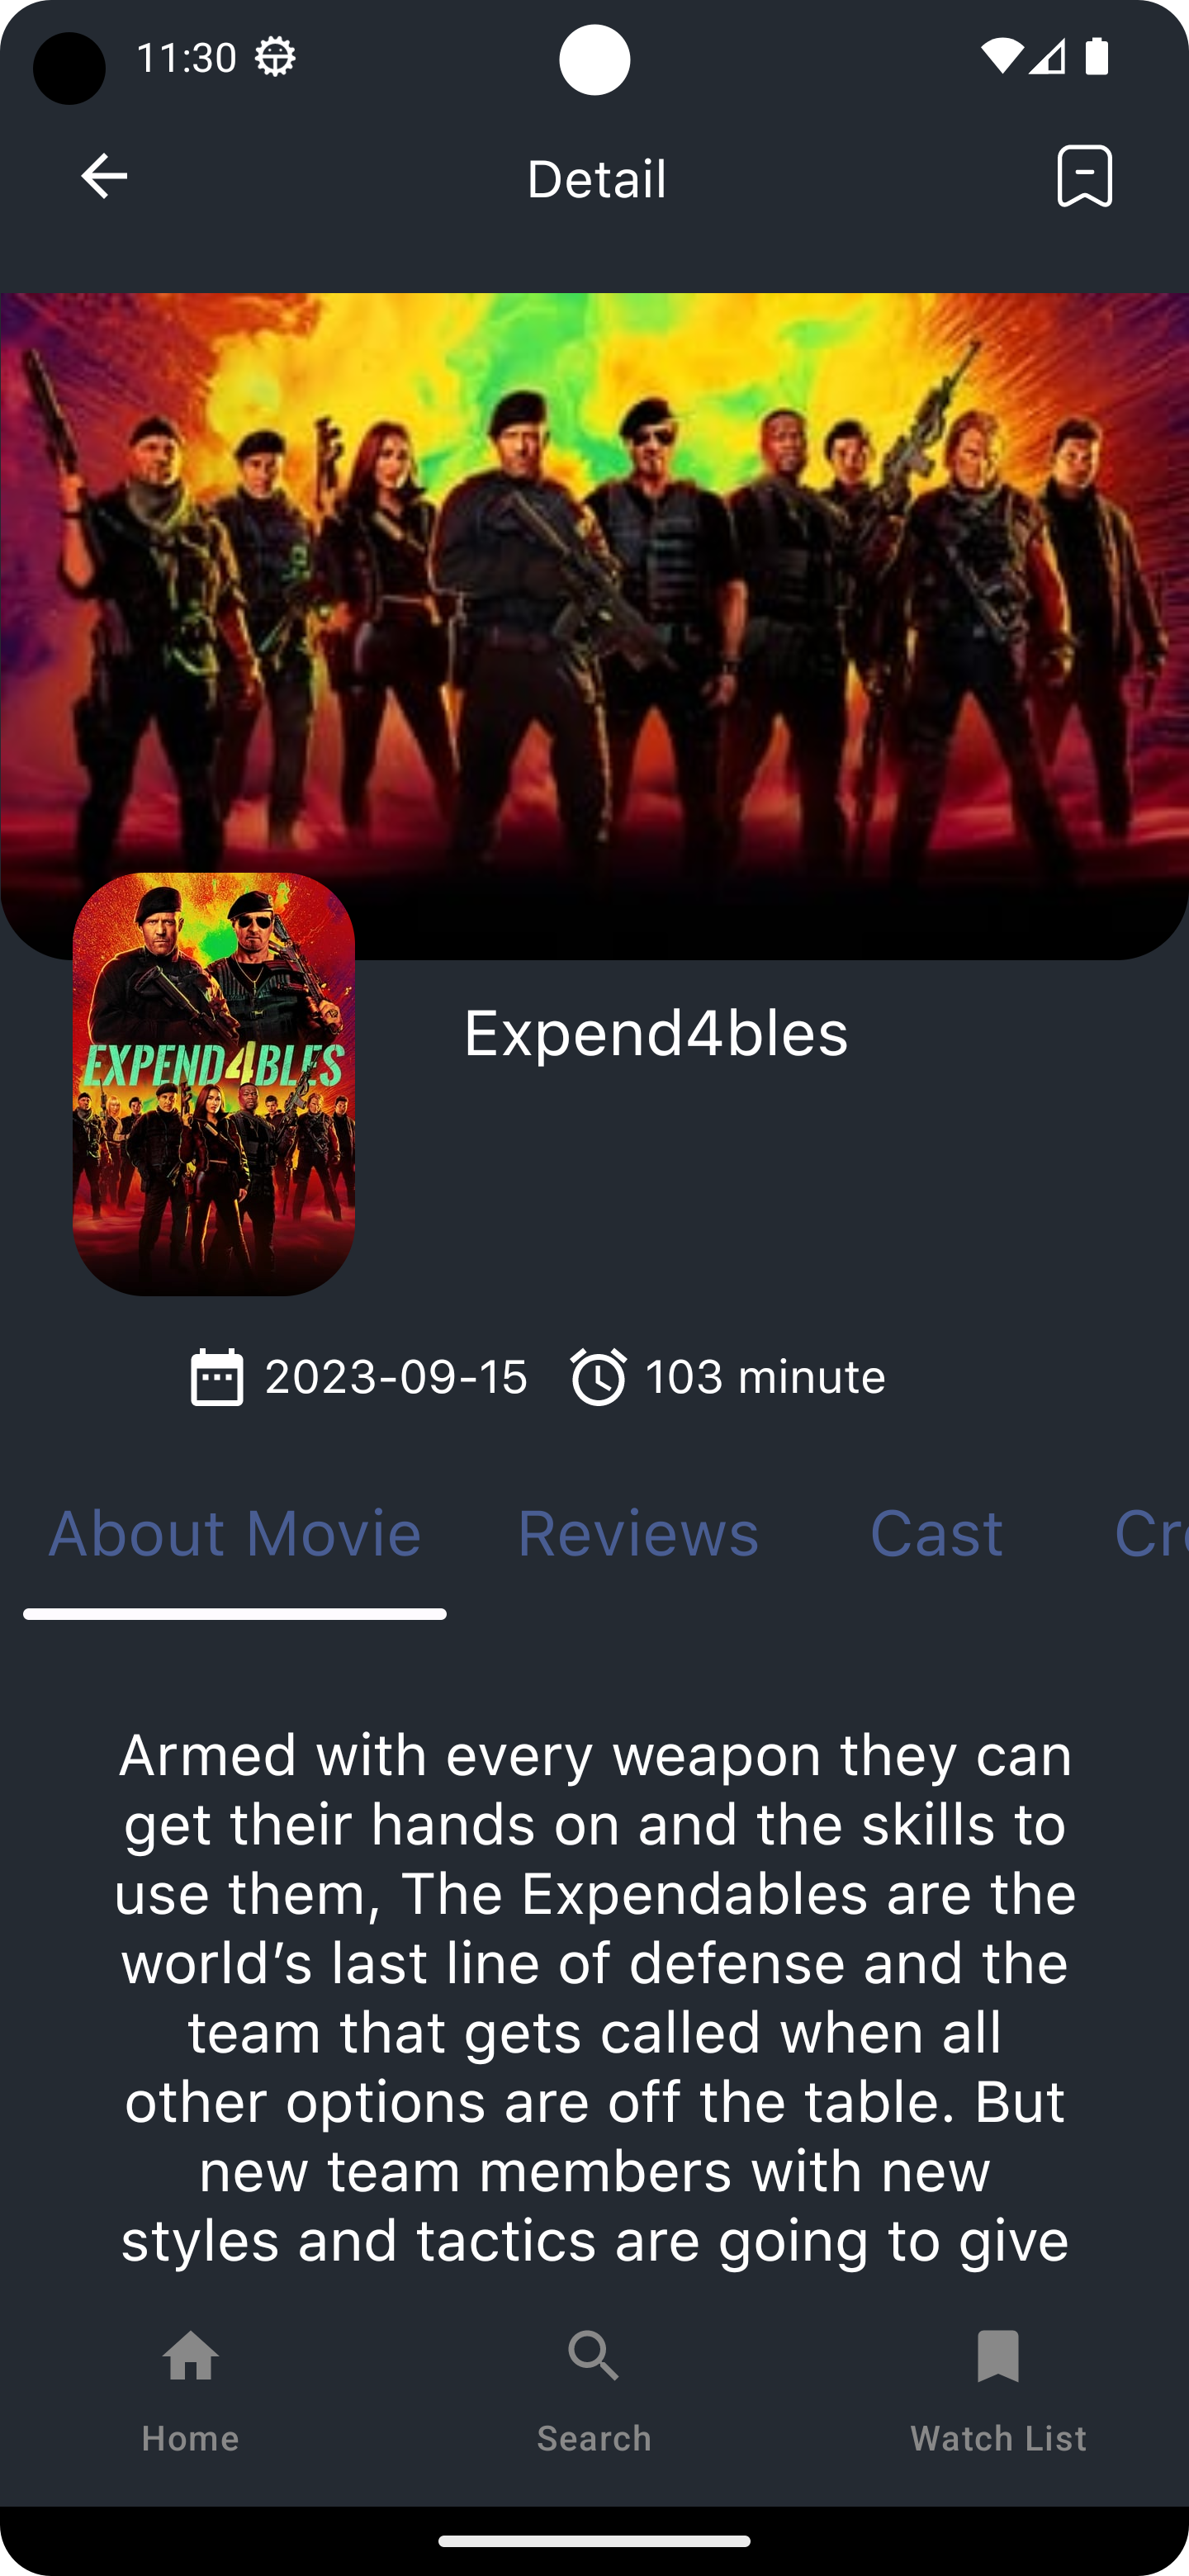 11:30
Detail
EXPEND4BLES
Expend4bles
2023-09-15 103 minute
About Movie Reviews Cast Cre
Armed with every weapon they can
get their hands on and the skills to
use them, The Expendables are the
world’s last line of defense and the
team that gets called when all
other options are off the table. But
new team members with new
styles and tactics are going to give
Home Search Watch List